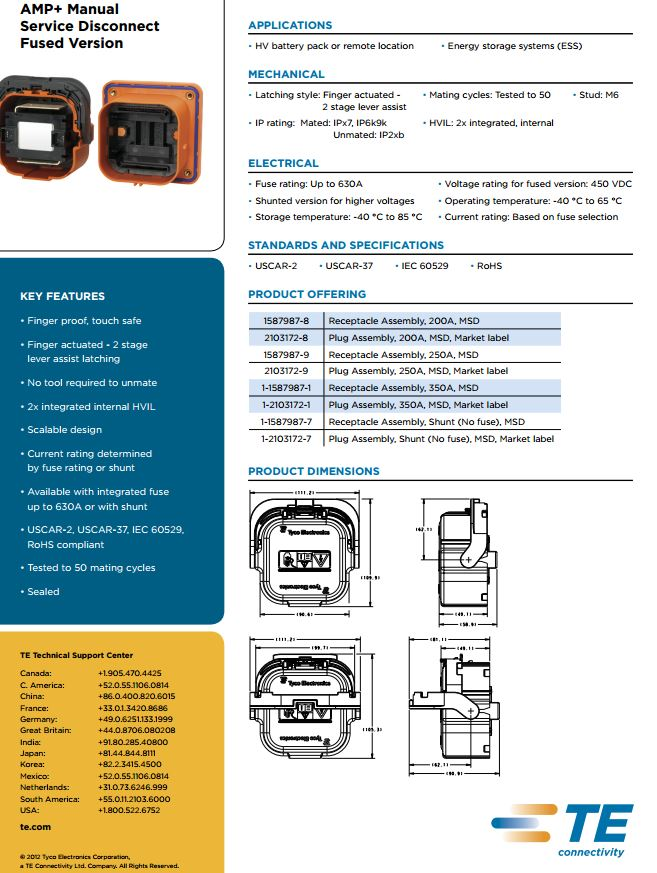 AMP+ Manual
Service Disconnect
Fused Version
KEY FEATURES
• Finger proof, touch safe
• Finger actuated - 2 stage
lever assist latching
• No tool required to unmate
• 2x integrated internal HVIL
• Scalable design
• Current rating determined
by fuse rating or shunt
• Available with integrated fuse
up to 630A or with shunt
• USCAR-2, USCAR-37, IEC 60529,
RoHS compliant
• Tested to 50 mating cycles
• Sealed
TE Technical Support Center
Canada: +1.905.470.4425
C. America: +52.0.55.1106.0814
China: +86.0.400.820.6015
France: +33.0.1.3420.8686
Germany: +49.0.6251.133.1999
Great Britain: +44.0.8706.080208
India: +91.80.285.40800
Japan: +81.44.844.8111
Korea: +82.2.3415.4500
Mexico: +52.0.55.1106.0814
Netherlands: +31.0.73.6246.999
South America: +55.0.11.2103.6000
USA: +1.800.522.6752
te.com
© 2012 Tyco Electronics Corporation,
a TE Connectivity Ltd. Company. All Rights Reserved.
APPLICATIONS
• HV battery pack or remote location • Energy storage systems (ESS)
MECHANICAL
• Latching style: Finger actuated - • Mating cycles: Tested to 50 • Stud: M6
2 stage lever assist
• IP rating: Mated: IPx7, IP6k9k • HVIL: 2x integrated, internal
Unmated: IP2xb
ELECTRICAL
• Fuse rating: Up to 630A • Voltage rating for fused version: 450 VDC
• Shunted version for higher voltages • Operating temperature: -40 °C to 65 °C
• Storage temperature: -40 °C to 85 °C • Current rating: Based on fuse selection
STANDARDS AND SPECIFICATIONS
• USCAR-2 • USCAR-37 • IEC 60529 • RoHS
PRODUCT OFFERING
1587987-8 Receptacle Assembly, 200A, MSD
2103172-8 Plug Assembly, 200A, MSD, Market label
1587987-9 Receptacle Assembly, 250A, MSD
2103172-9 Plug Assembly, 250A, MSD, Market label
1-1587987-1 Receptacle Assembly, 350A, MSD
1-2103172-1 Plug Assembly, 350A, MSD, Market label
1-1587987-7 Receptacle Assembly, Shunt (No fuse), MSD
1-2103172-7 Plug Assembly, Shunt (No fuse), MSD, Market label
PRODUCT DIMENSIONS
(111.2)
Tyco Electronics
TE
Tyco Electronics
(90.6)
(62.1)
(49.1)
(58.9)
(111.2)
(99.7)
Tyco Electronics
TE
Tyco Electronics
(81.1)
(49.1)
(62.1)
(90.9)
TE
connectivity